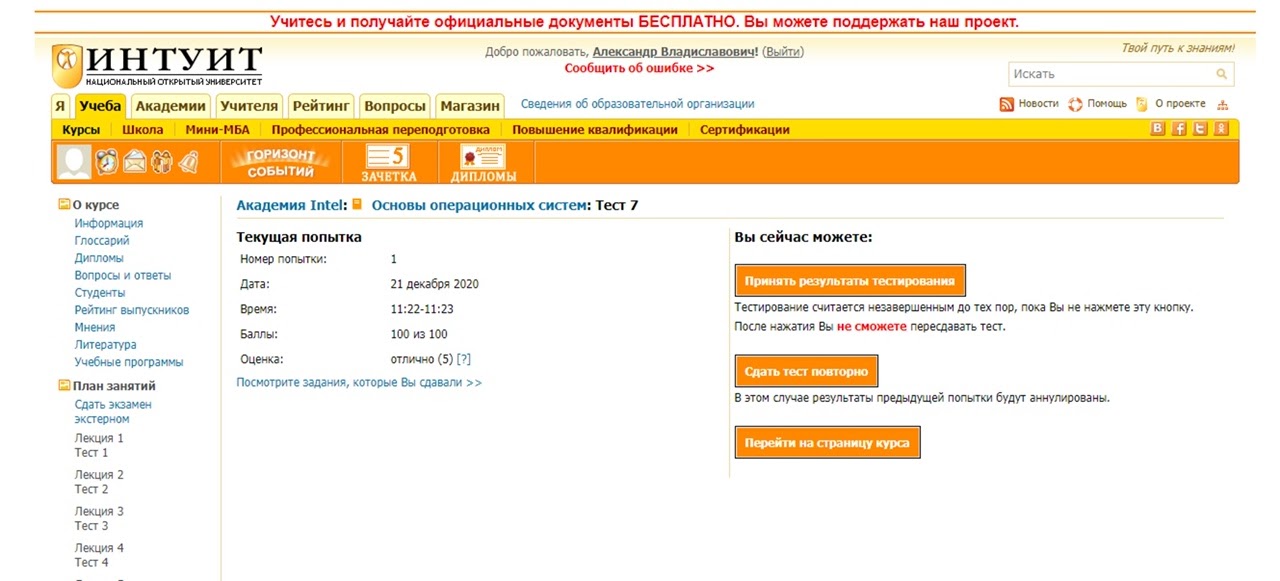 Учитесь и получайте официальные документы БЕСПЛАТНО. Вы можете поддержать наш проект.
ИНТУИТ
НАЦИОНАЛЬНЫЙ ОТКРЫТЫЙ УНИВЕРСИТЕТ
Добро пожаловать, Александр Владиславович! (Выйти)
Сообщить об ошибке >>
Твой путь к знаниям!
Искать
Я Учеба Академии Учителя Рейтинг Вопросы Магазин Сведения об образовательной организации Новости Помощь О проекте
Курсы Школа Мини-МБА Профессиональная переподготовка Повышение квалификации Сертификации
ГОРИЗОНТ
СОБЫТИЙ
5
ЗАЧЕТКА
ДИПЛОМ
ДИПЛОМЫ
О курсе
Информация
Глоссарий
Дипломы
Вопросы и ответы
Студенты
Рейтинг выпускников
Мнения
Литература
Учебные программы
План занятий
Сдать экзамен
экстерном
Лекция 1
Тест 1
Лекция 2
Тест 2
Лекция 3
Тест 3
Лекция 4
Тест 4
Академия Intel: Основы операционных систем: Тест 7
Текущая попытка
Номер попытки: 1
Дата: 21 декабря 2020
Время: 11:22-11:23
Баллы: 100 из 100
Оценка: отлично (5) [?]
Посмотрите задания, которые Вы сдавали >>
Вы сейчас можете:
Принять результаты тестирования
Тестирование считается незавершенным до тех пор, пока Вы не нажмете эту кнопку.
После нажатия Вы не сможете пересдавать тест.
Сдать тест повторно
В этом случае результаты предыдущей попытки будут аннулированы.
Перейти на страницу курса